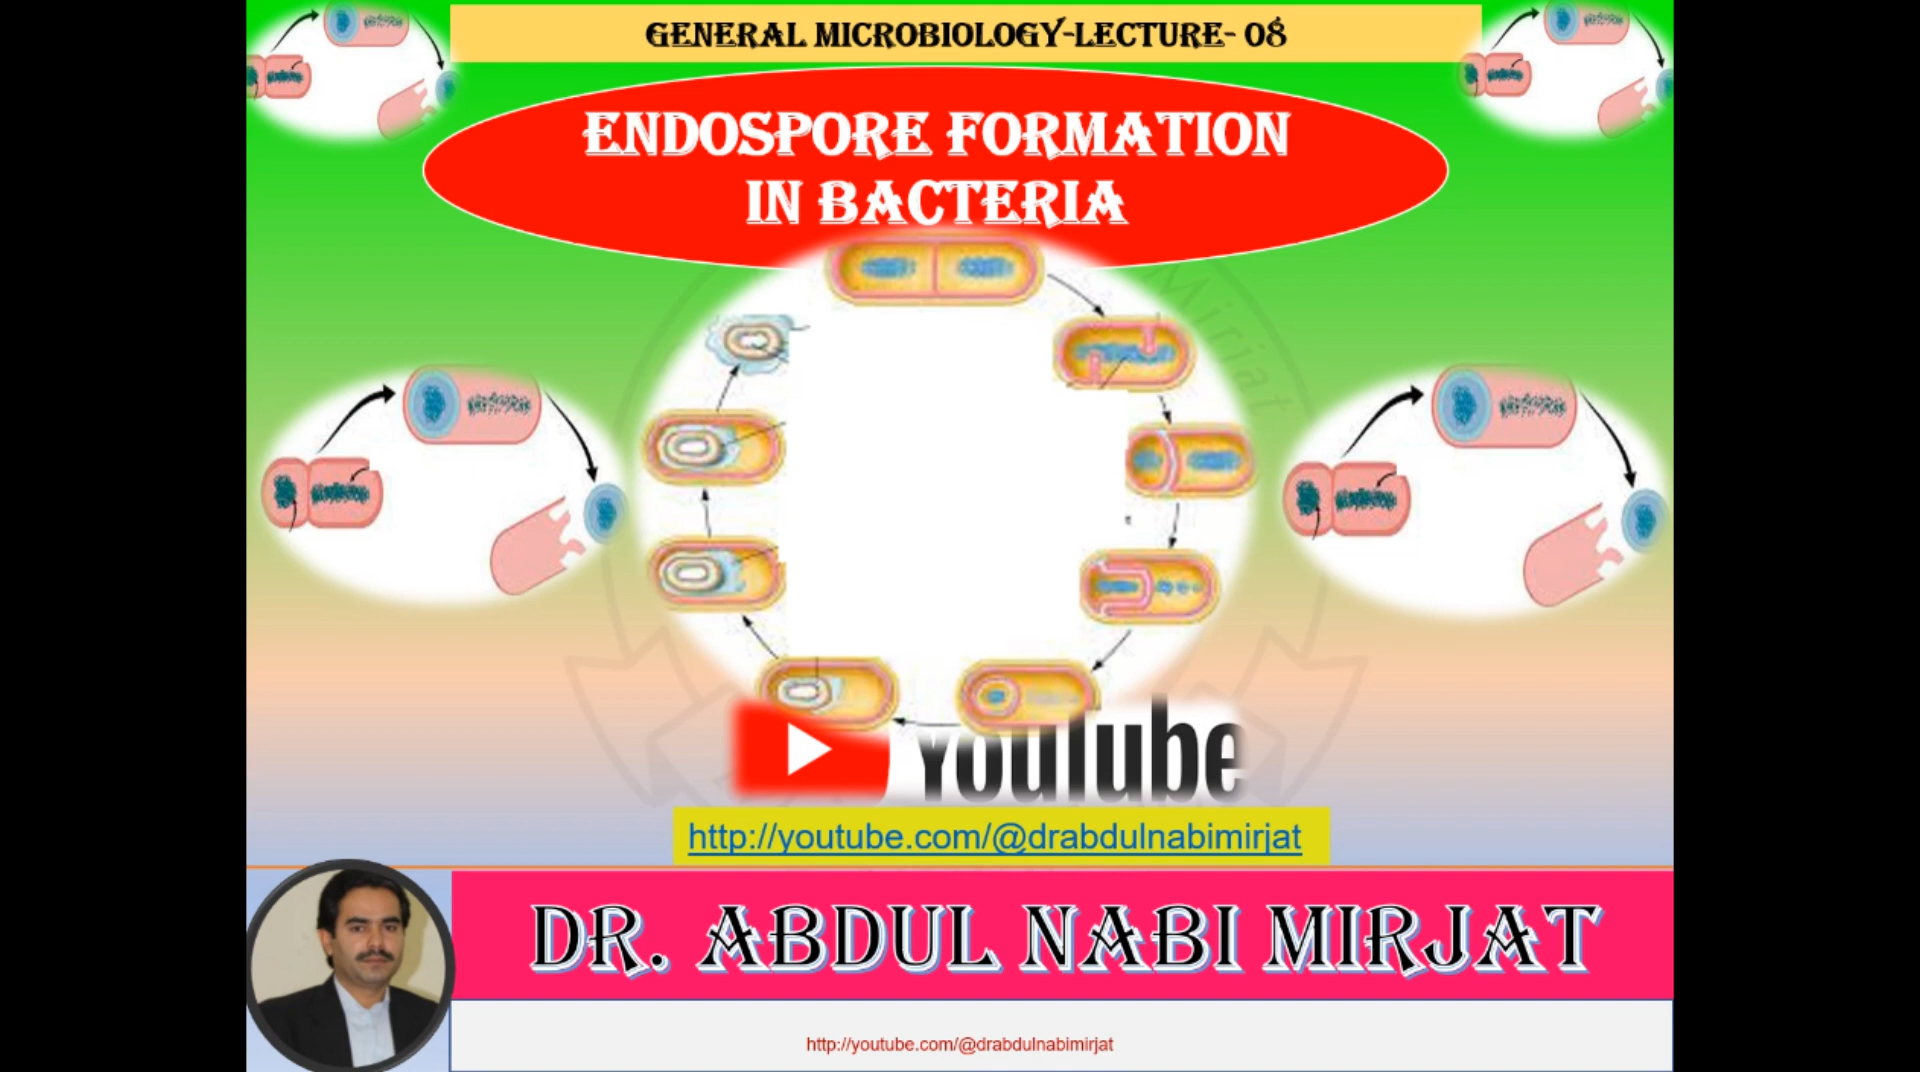 GENERAL MICROBIOLOGY-LECTURE- 08
ENDOSPORE FORMATION
IN BACTERIA
Mirjat
YouTube
http://youtube.com/@drabdulnabimirjat
DR. ABDUL NABI MIRJAT
http://youtube.com/@drabdulnabimirjat